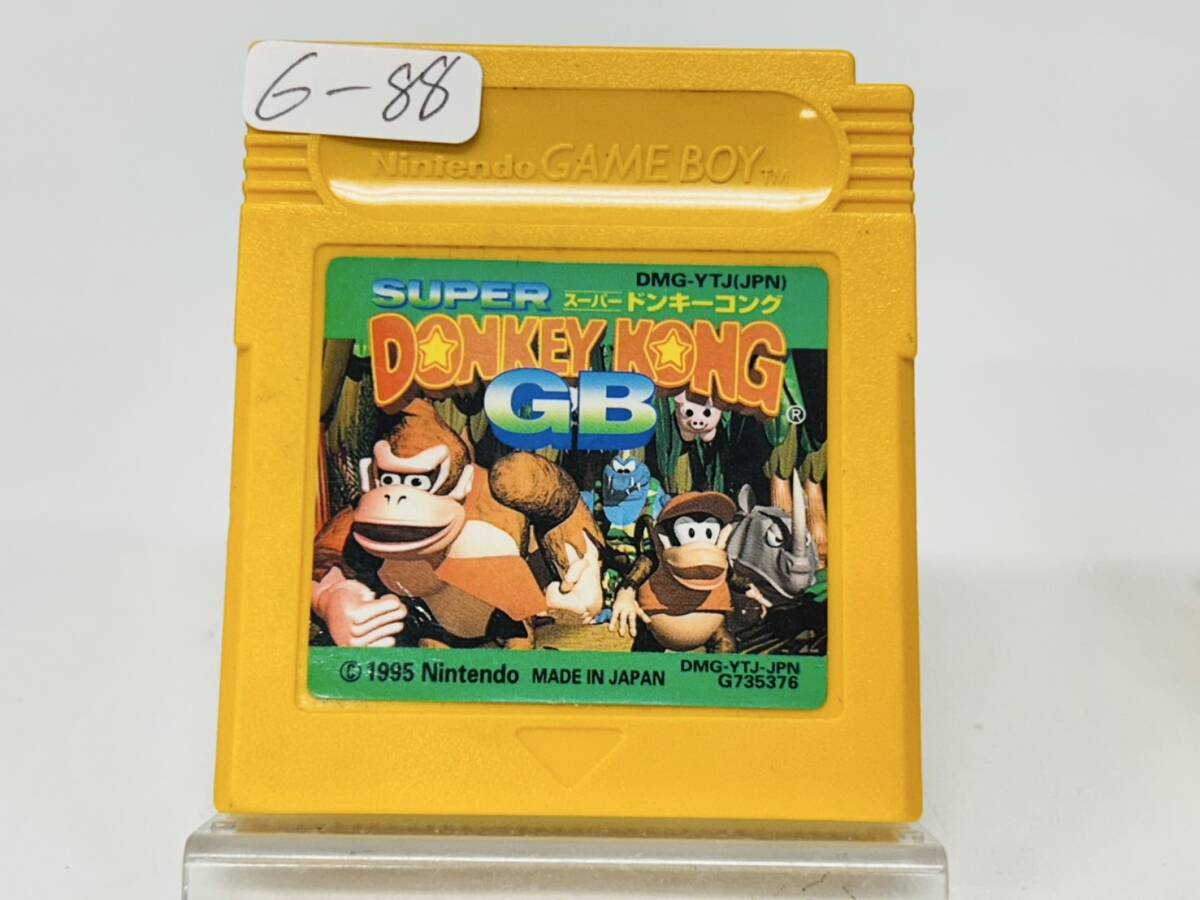 6-88
Nintendo GAME BOY TM
DMG-YTJ(JPN)
SUPER スーパードンキーコング
DONKEY KONG
GB ®
© 1995 Nintendo MADE IN JAPAN DMG-YTJ-JPN
G735376